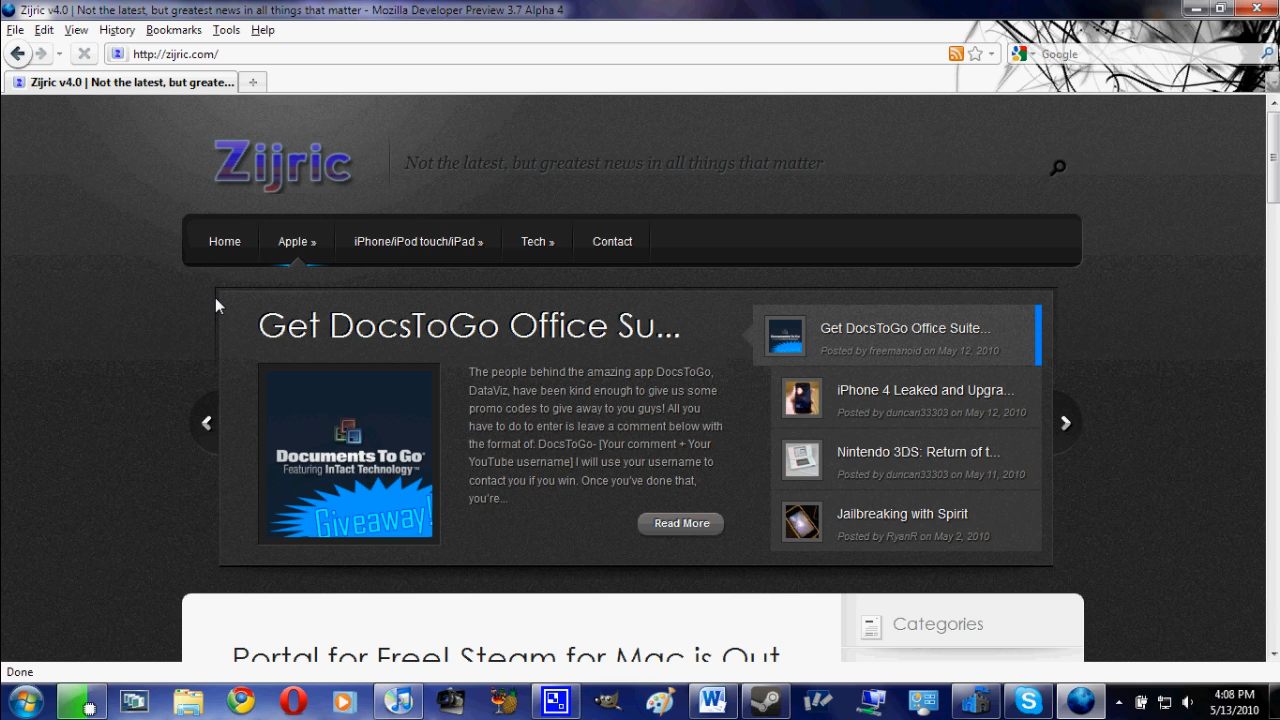 Zijric v4.0 | Not the latest, but greatest news in all things that matter - Mozilla Developer Preview 3.7 Alpha 4
File Edit View History Bookmarks Tools Help
http://zijric.com/
Google
Zijric v4.0 | Not the latest, but greate...
Zijric
Not the latest, but greatest news in all things that matter
Home
Apple »
iPhone/iPod touch/iPad »
Tech »
Contact
Get DocsToGo Office Su...
Documents To Go
Featuring InTact Technology™
Giveaway!
The people behind the amazing app DocsToGo,
DataViz, have been kind enough to give us some
promo codes to give away to you guys! All you
have to do to enter is leave a comment below with
the format of: DocsToGo- [Your comment + Your
YouTube username] I will use your username to
contact you if you win. Once you've done that,
you're...
Read More
Get DocsToGo Office Suite...
Posted by freemanoid on May 12, 2010
iPhone 4 Leaked and Upgra...
Posted by duncan33303 on May 12, 2010
Nintendo 3DS: Return of t...
Posted by duncan33303 on May 11, 2010
Jailbreaking with Spirit
Posted by RyanR on May 2, 2010
Portal for Free! Steam for Mac is Out
Categories
Done
4:08 PM
5/13/2010